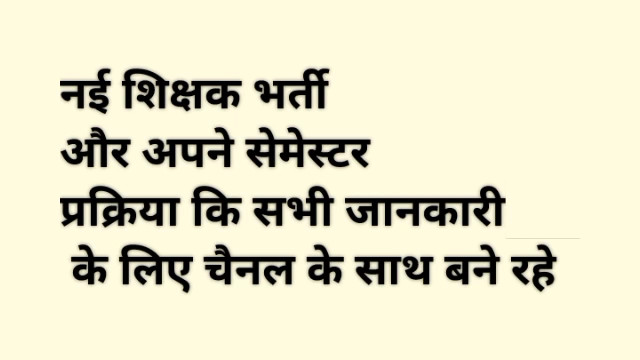 नई शिक्षक भर्ती
और अपने सेमेस्टर
प्रक्रिया कि सभी जानकारी
के लिए चैनल के साथ बने रहे